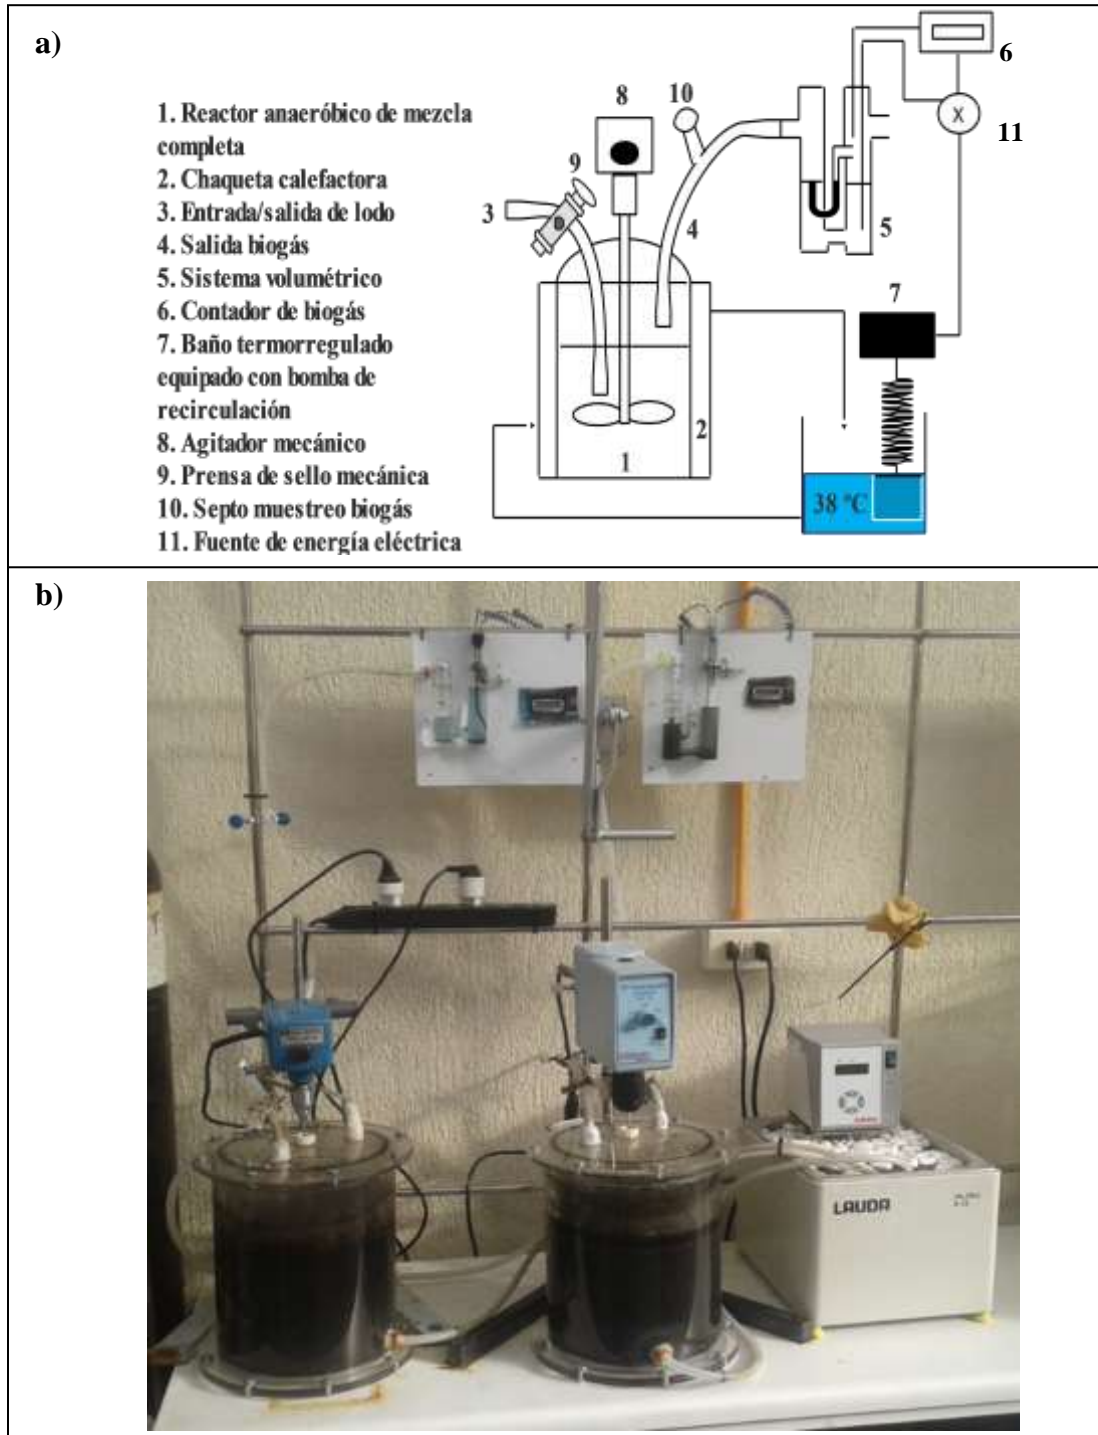 a)
1. Reactor anaeróbico de mezcla
completa
2. Chaqueta calefactora
3. Entrada/salida de lodo
4. Salida biogás
5. Sistema volumétrico
6. Contador de biogás
7. Baño termorregulado
equipado con bomba de
recirculación
8. Agitador mecánico
9. Prensa de sello mecánica
10. Septo muestreo biogás
11. Fuente de energía eléctrica
6
8
10
X
11
9
3
4
5
7
2
1
38 °C
b)
LAUDA